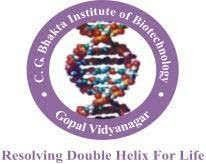 • C. G. Bhakta Institute of Biotechnology •
Gopal Vidyanagar
Resolving Double Helix For Life